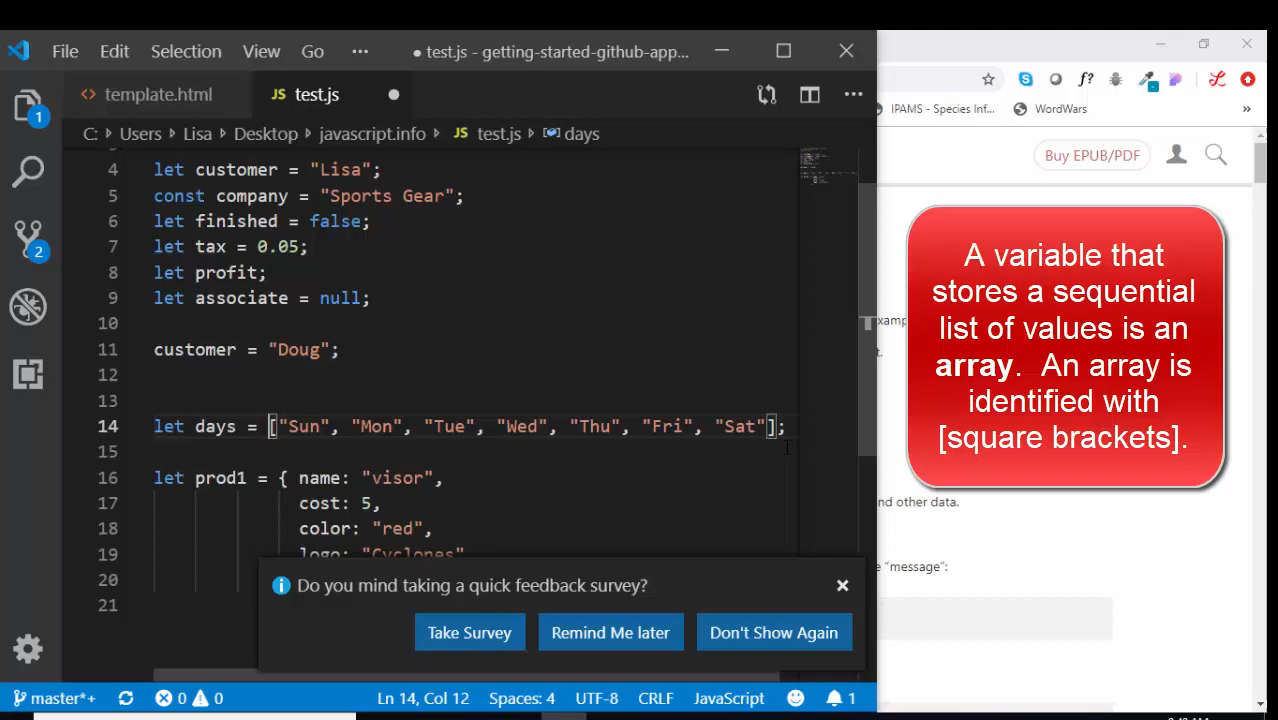 File Edit Selection View Go ··· ● test.js - getting-started-github-app...
<> template.html JS test.js ●
C: > Users > Lisa > Desktop > javascript.info > JS test.js > days
4 let customer = "Lisa";
5 const company = "Sports Gear";
6 let finished = false;
7 let tax = 0.05;
8 let profit;
9 let associate = null;
10
11 customer = "Doug";
12
13
14 let days = ["Sun", "Mon", "Tue", "Wed", "Thu", "Fri", "Sat"];
15
16 let prod1 = { name: "visor",
17 cost: 5,
18 color: "red",
19 logo: "Cyclones"
20
21
1
2
Do you mind taking a quick feedback survey?
Take Survey Remind Me later Don't Show Again
master*+ 0 0 Ln 14, Col 12 Spaces: 4 UTF-8 CRLF JavaScript 1
f?
IPAMS - Species Inf... WordWars »
Buy EPUB/PDF
A variable that
stores a sequential
list of values is an
array. An array is
identified with
[square brackets].
and other data.
"message":